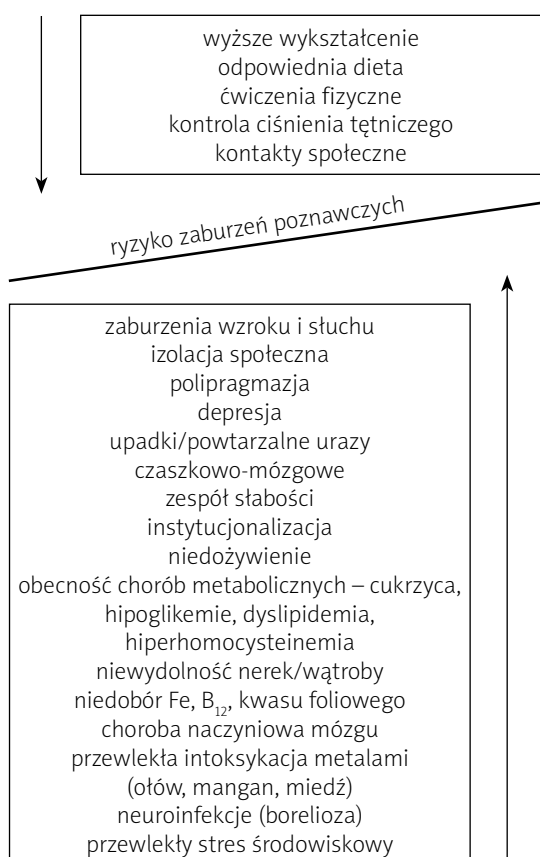 wyższe wykształcenie
odpowiednia dieta
ćwiczenia fizyczne
kontrola ciśnienia tętniczego
kontakty społeczne
ryzyko zaburzeń poznawczych
zaburzenia wzroku i słuchu
izolacja społeczna
polipragmazja
depresja
upadki/powtarzalne urazy
czaszkowo-mózgowe
zespół słabości
instytucjonalizacja
niedożywienie
obecność chorób metabolicznych – cukrzyca,
hipoglikemie, dyslipidemia,
hiperhomocysteinemia
niewydolność nerek/wątroby
niedobór Fe, B₁₂, kwasu foliowego
choroba naczyniowa mózgu
przewlekła intoksykacja metalami
(ołów, mangan, miedź)
neuroinfekcje (borelioza)
przewlekły stres środowiskowy